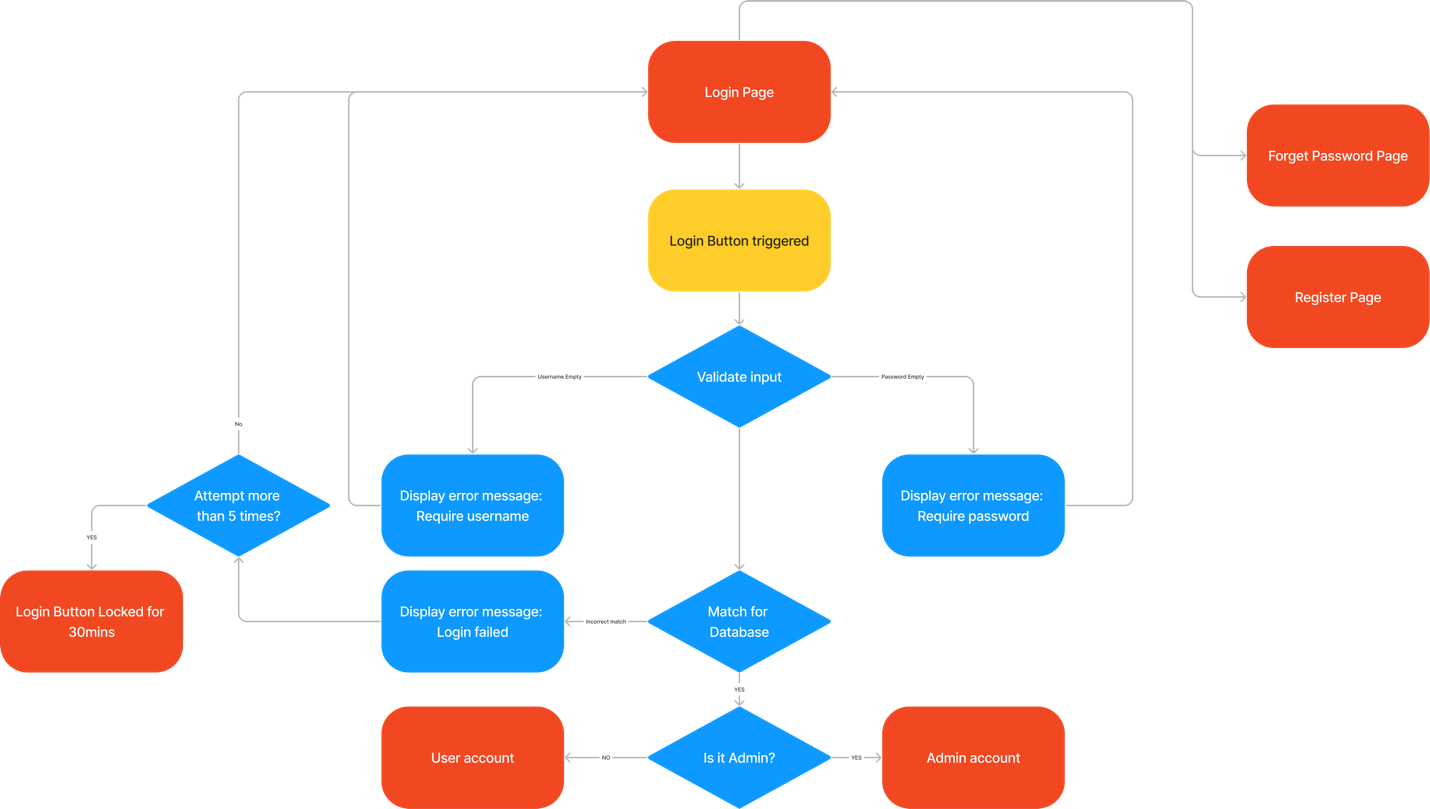 Login Page
Forget Password Page
Login Button triggered
Register Page
Validate input
Username Empty
Password Empty
No
Attempt more
than 5 times?
Display error message:
Require username
Display error message:
Require password
YES
Login Button Locked for
30mins
Display error message:
Login failed
Incorrect match
Match for
Database
YES
User account
NO
Is it Admin?
YES
Admin account